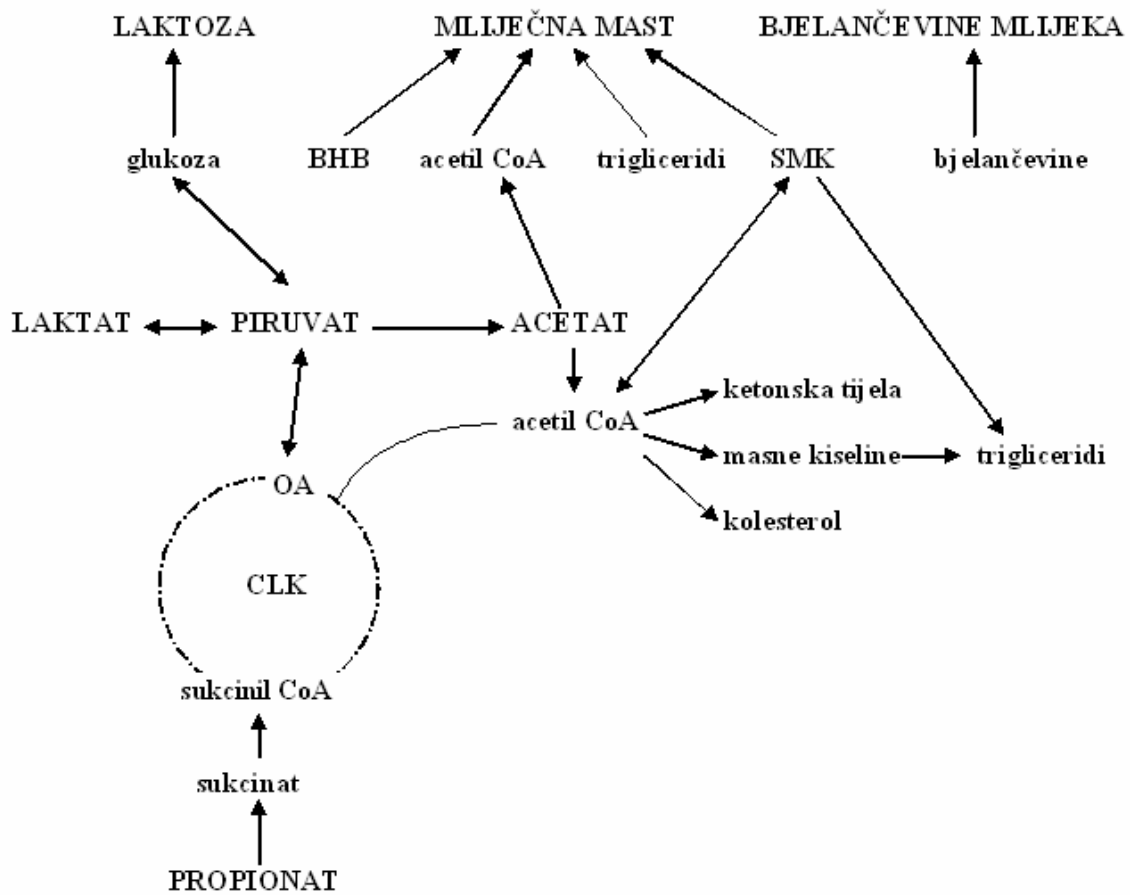 LAKTOZA
MLIJEČNA MAST
BJELANČEVINE MLIJEKA
glukoza
BHB
acetil CoA
trigliceridi
SMK
bjelančevine
LAKTAT
PIRUVAT
ACETAT
ketonska tijela
acetil CoA
masne kiseline
trigliceridi
OA
kolesterol
CLK
sukcinil CoA
sukcinat
PROPIONAT